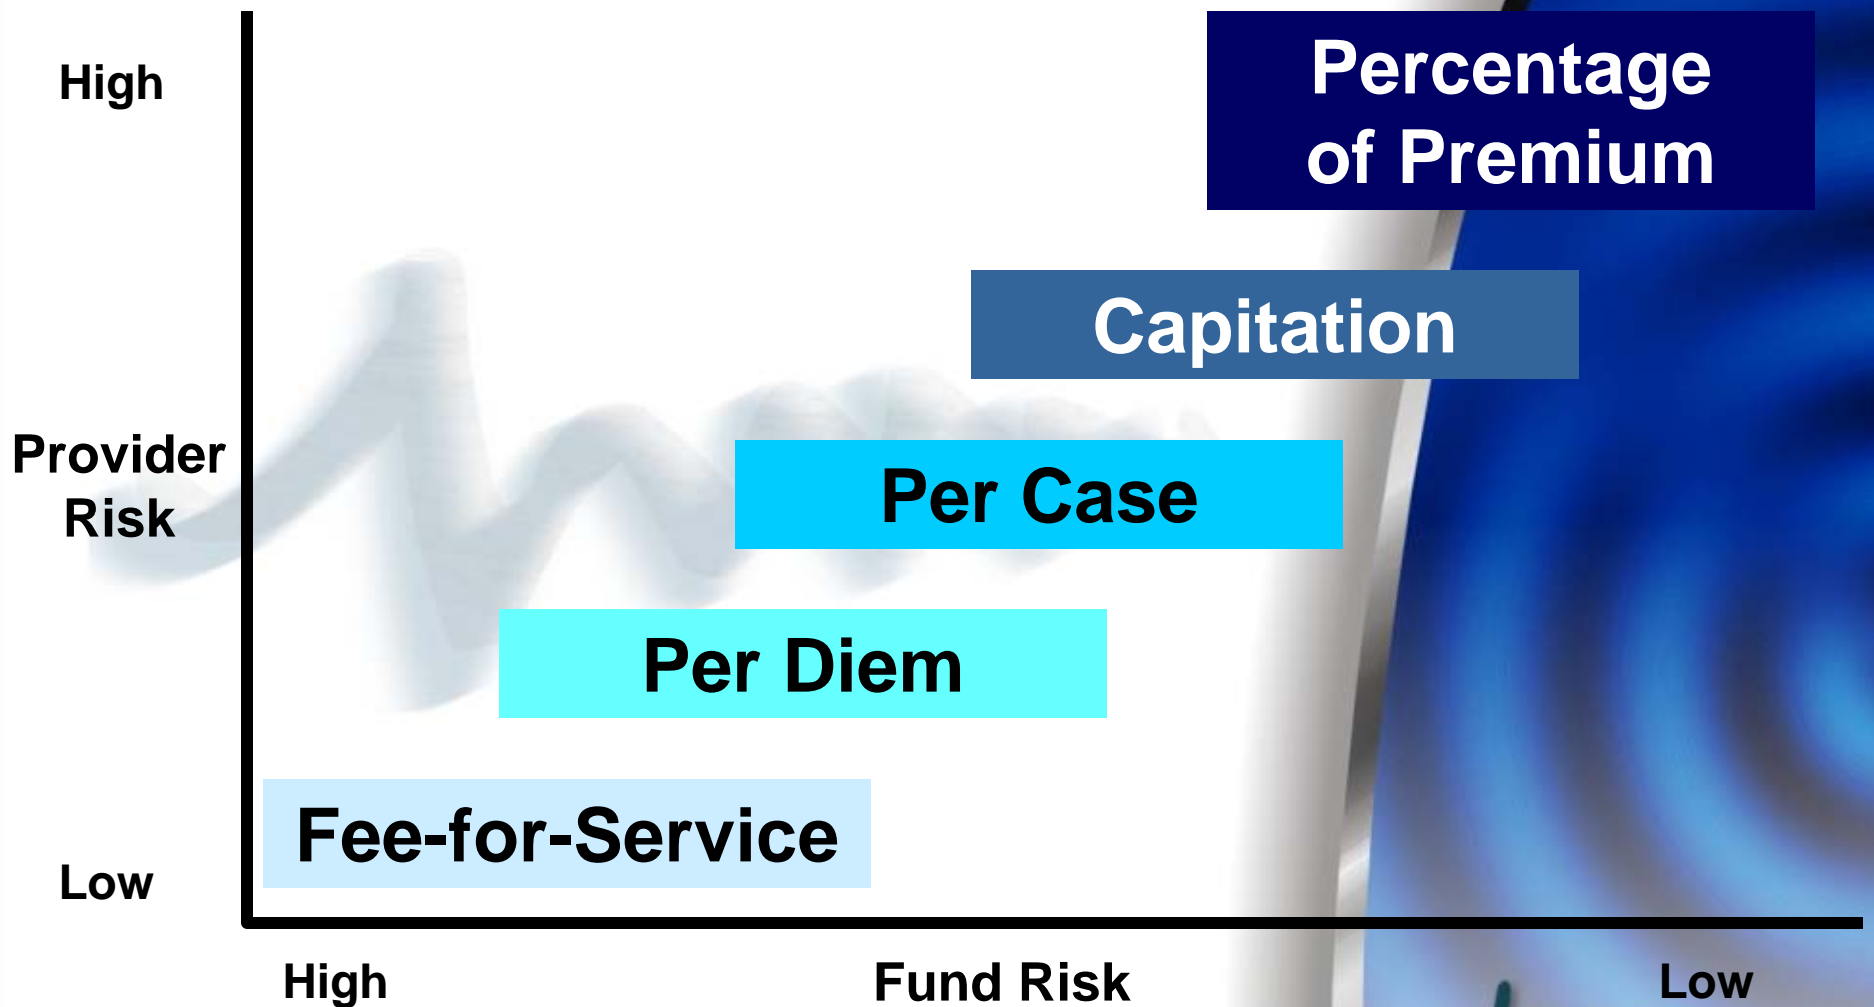 High
Percentage
of Premium
Capitation
Provider
Risk
Per Case
Per Diem
Fee-for-Service
Low
High
Fund Risk
Low